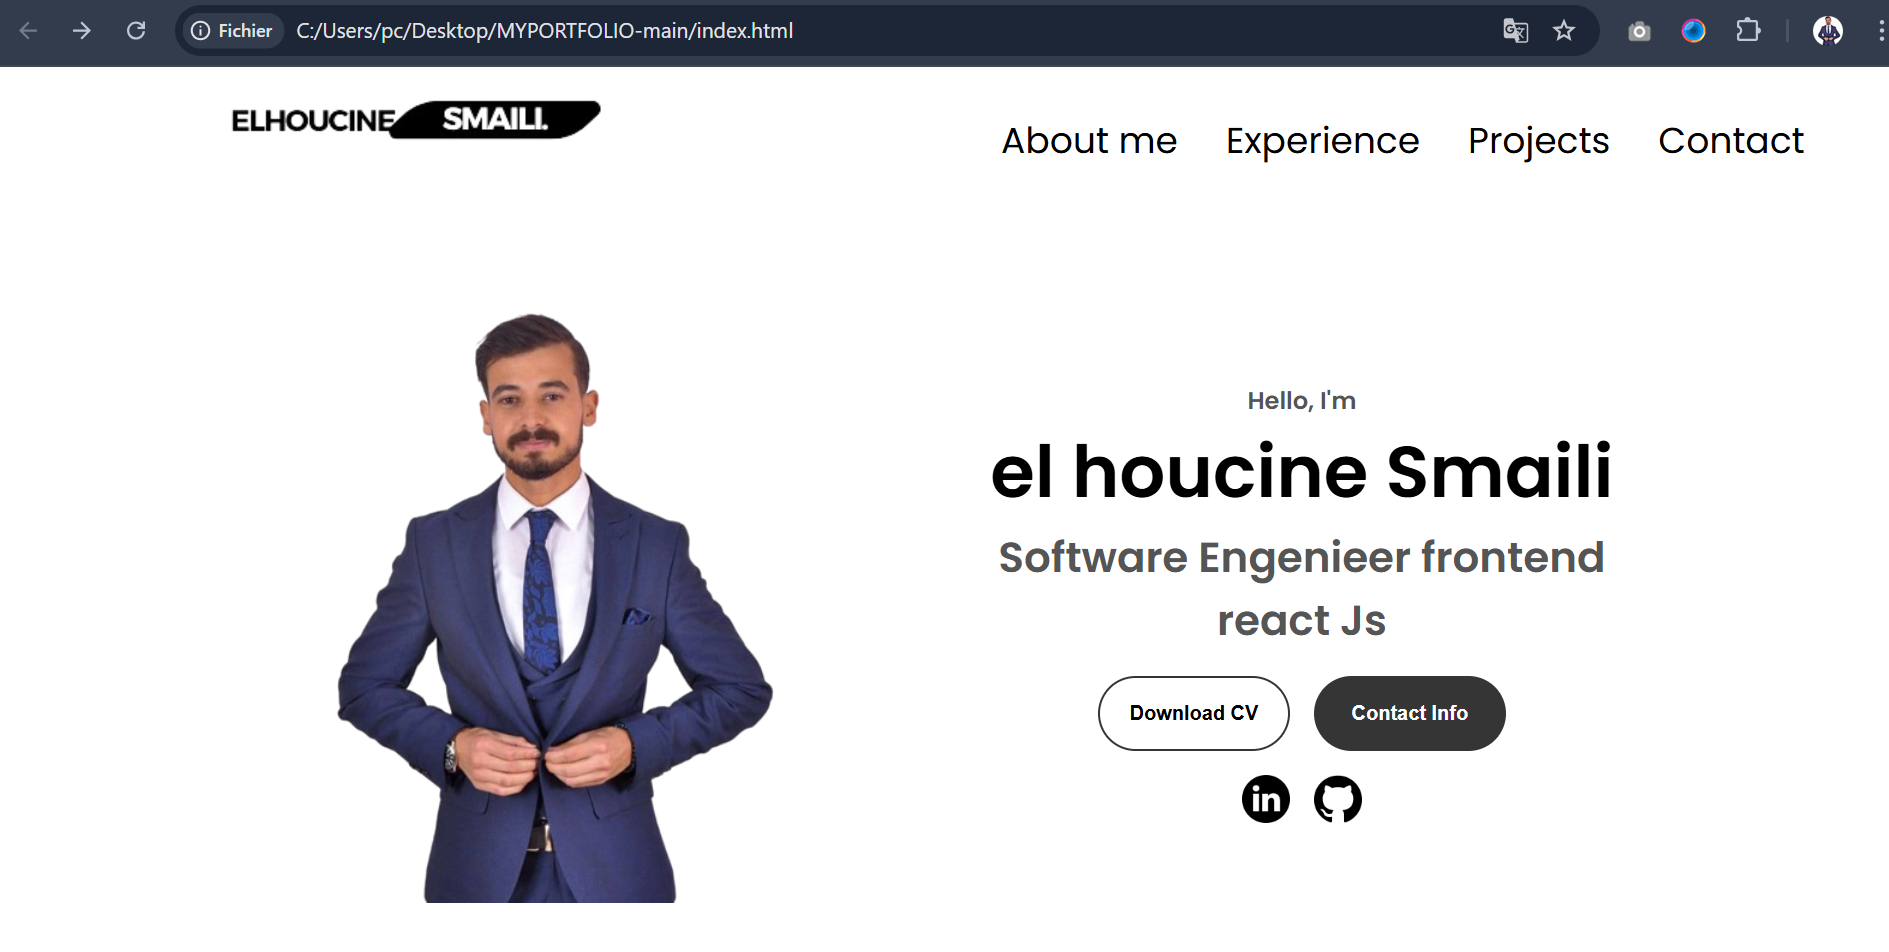 Fichier C:/Users/pc/Desktop/MYPORTFOLIO-main/index.html
ELHOUCINE SMAILI.
About me Experience Projects Contact
Hello, I'm
el houcine Smaili
Software Engenieer frontend
react Js
Download CV Contact Info
in